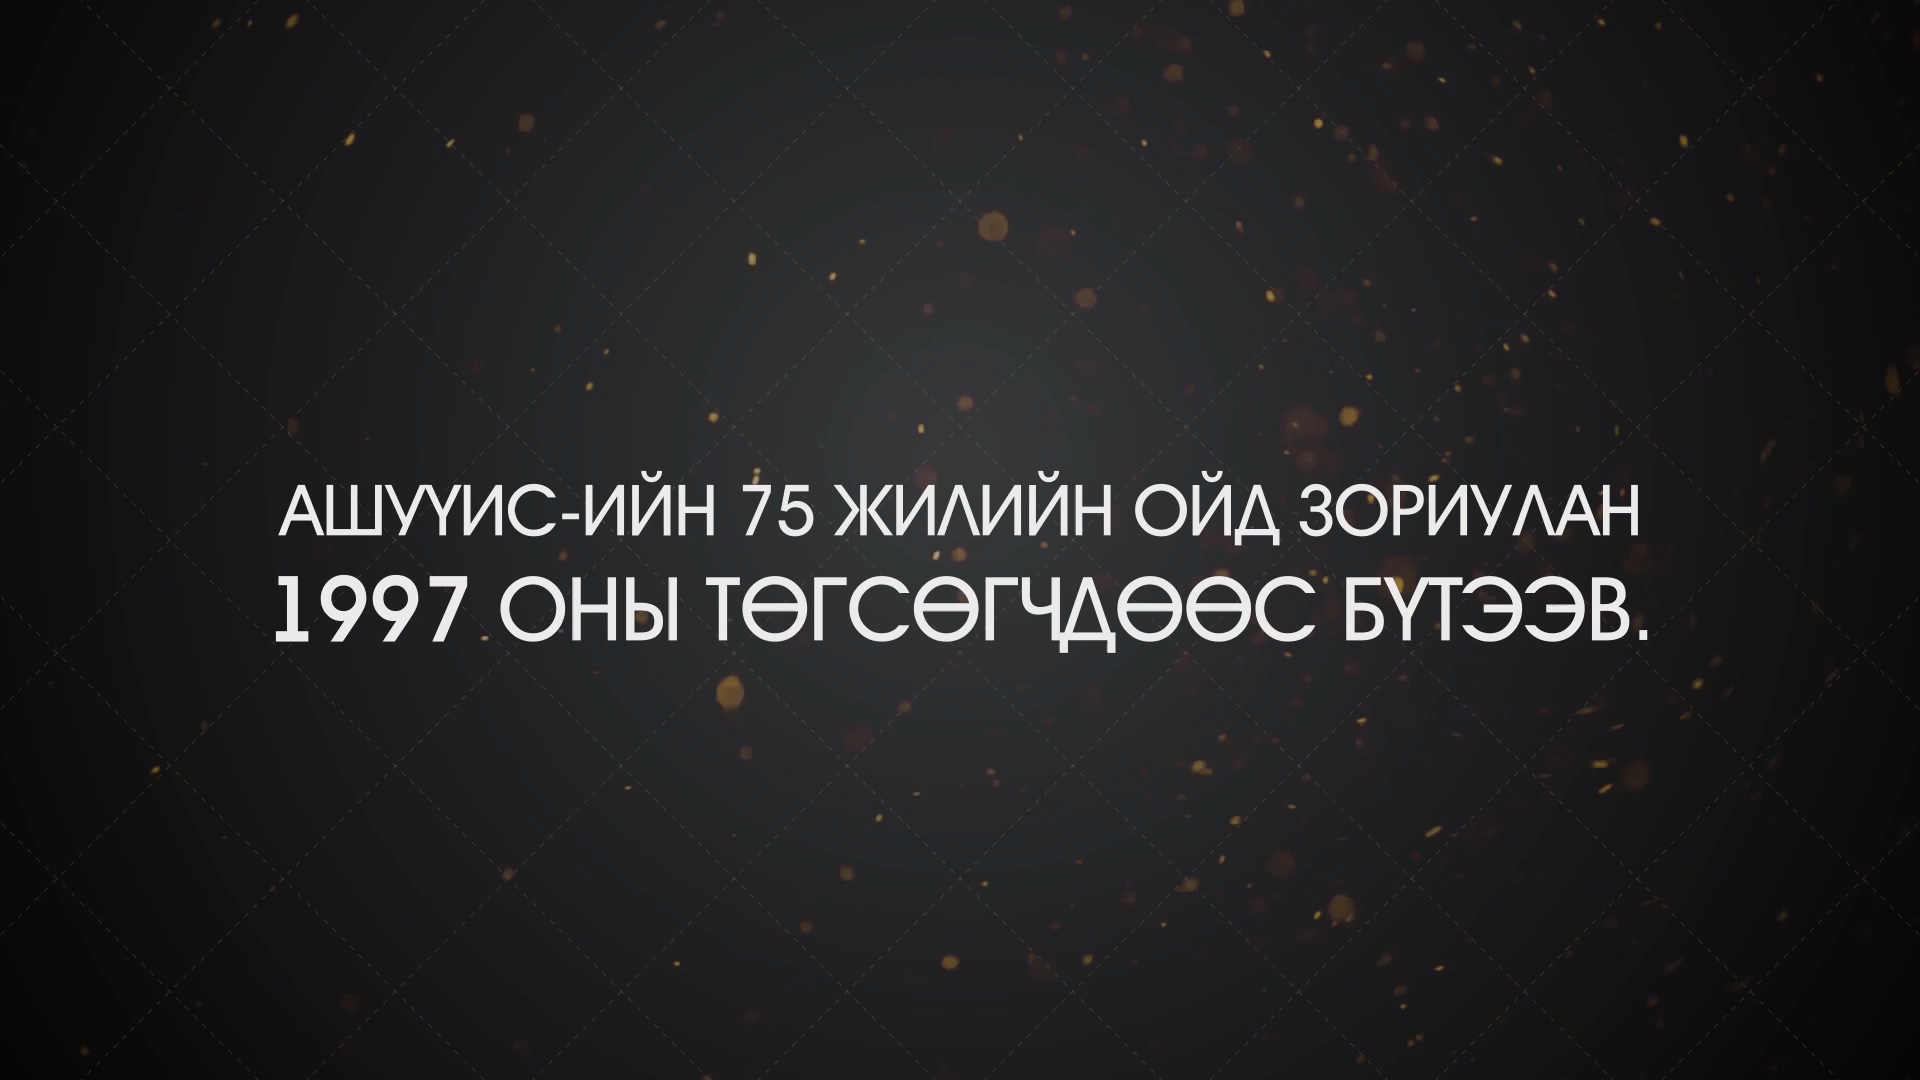 АШУҮИС-ИЙН 75 ЖИЛИЙН ОЙД ЗОРИУЛАН
1997 ОНЫ ТӨГСӨГЧДӨӨС БҮТЭЭВ.